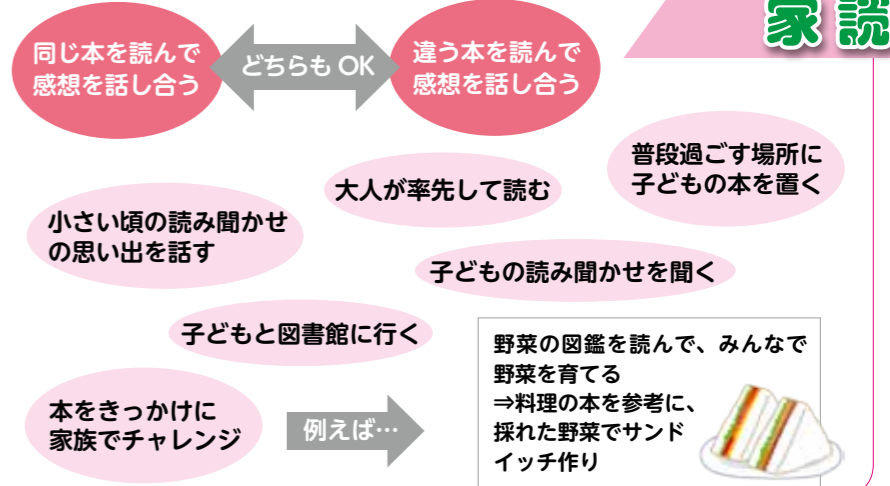 家読
同じ本を読んで
感想を話し合う
どちらも OK
違う本を読んで
感想を話し合う
普段過ごす場所に
子どもの本を置く
大人が率先して読む
小さい頃の読み聞かせ
の思い出を話す
子どもの読み聞かせを聞く
子どもと図書館に行く
本をきっかけに
家族でチャレンジ
例えば…
野菜の図鑑を読んで、みんなで
野菜を育てる
⇒料理の本を参考に、
採れた野菜でサンド
イッチ作り